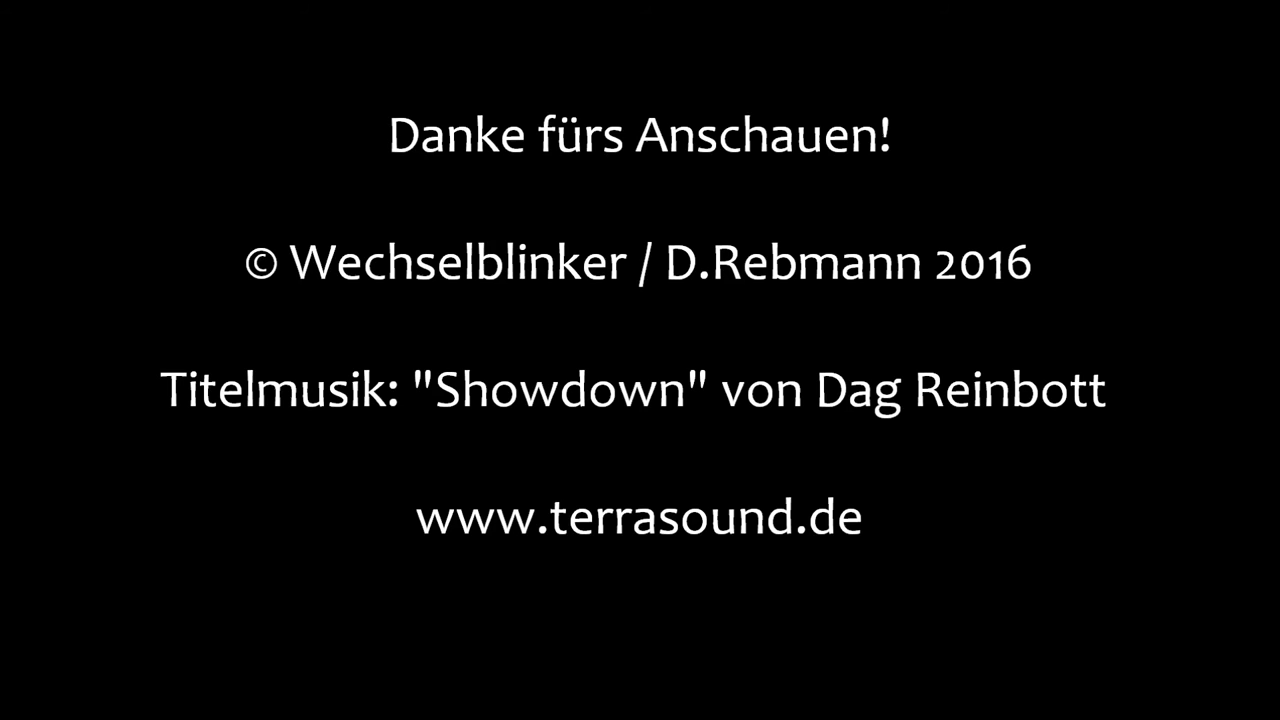 Danke fürs Anschauen!
© Wechselblinker / D.Rebmann 2016
Titelmusik: "Showdown" von Dag Reinbott
www.terrasound.de